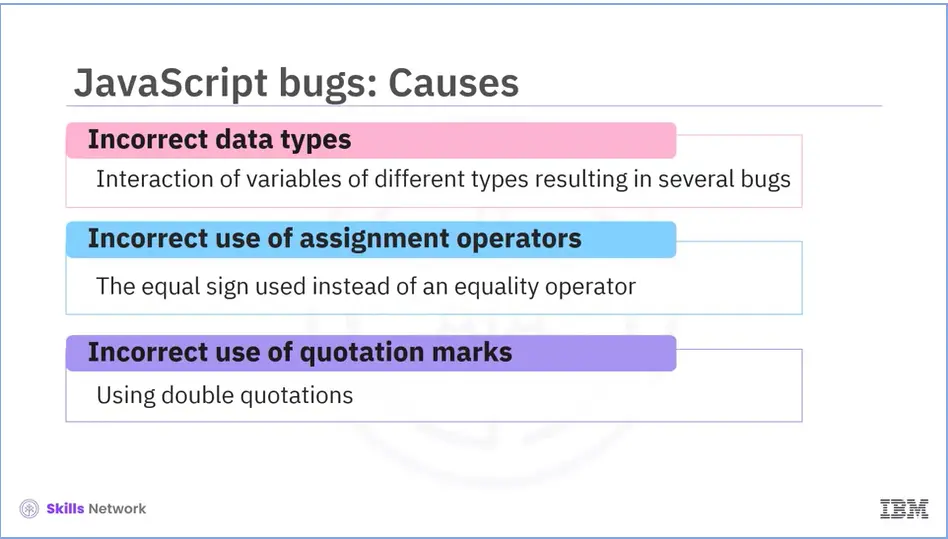 JavaScript bugs: Causes
Incorrect data types
Interaction of variables of different types resulting in several bugs
Incorrect use of assignment operators
The equal sign used instead of an equality operator
Incorrect use of quotation marks
Using double quotations
Skills Network
IBM